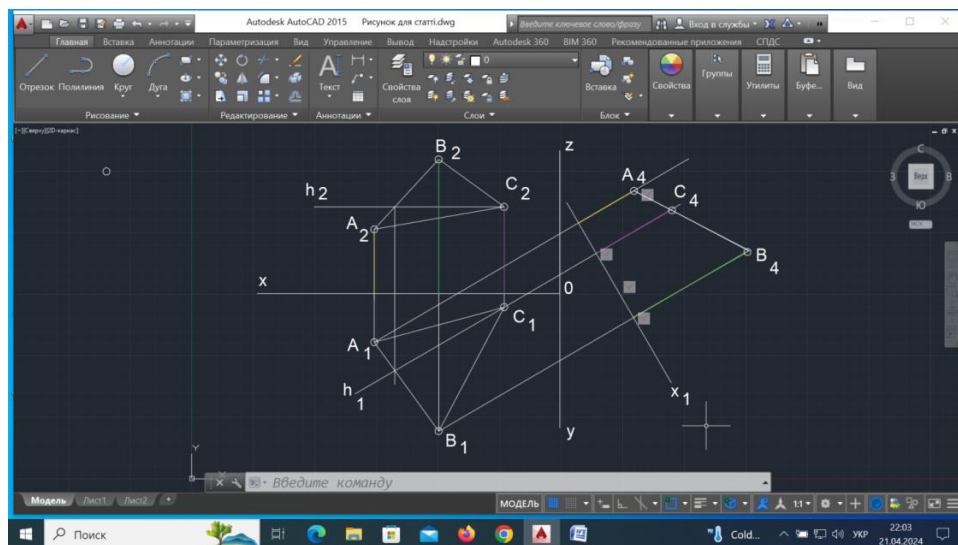 Autodesk AutoCAD 2015 Рисунок для статті.dwg
Введите ключевое слово/фразу
Вход в службы
Главная Вставка Аннотации Параметризация Вид Управление Вывод Надстройки Autodesk 360 BIM 360 Рекомендованные приложения СПДС
Отрезок Полилиния Круг Дуга
Текст
Свойства слоя
0
Вставка
Свойства
Группы
Утилиты
Буфе...
Вид
Рисование Редактирование Аннотации Слои Блок
[−][Сверху][2D-каркас]
B 2
z
A 4
C 4
h 2
C 2
A 2
B 4
x
0
C 1
A 1
h 1
x 1
B 1
y
С
З Верх В
Ю
Y
Введите команду
Модель Лист1 Лист2 +
МОДЕЛЬ
1:1
Поиск
Cold...
УКР
22:03
21.04.2024